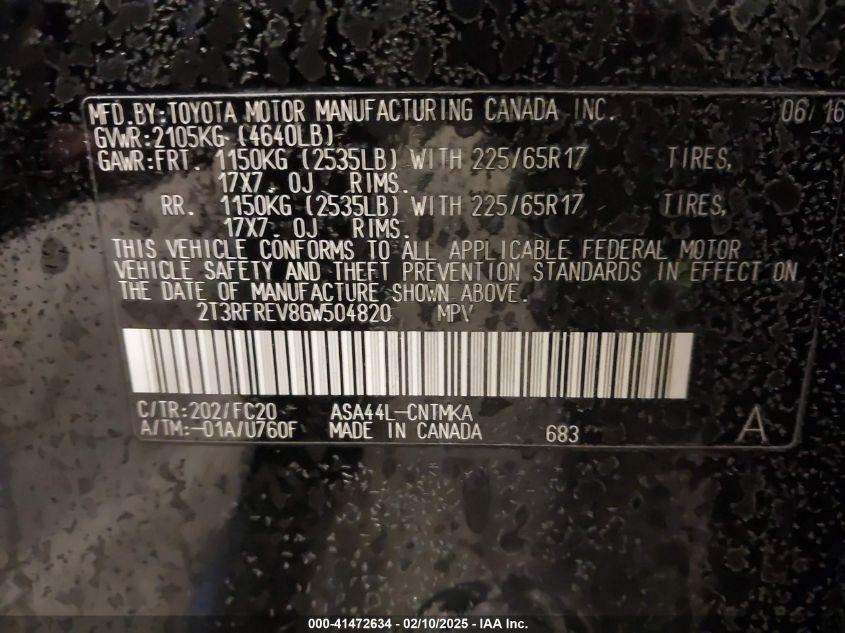 MFD.BY:TOYOTA MOTOR MANUFACTURING CANADA INC. 06/16
GVWR:2105KG (4640LB)
GAWR:FRT. 1150KG (2535LB) WITH 225/65R17 TIRES,
17X7.0J RIMS.
RR. 1150KG (2535LB) WITH 225/65R17 TIRES,
17X7.0J RIMS.
THIS VEHICLE CONFORMS TO ALL APPLICABLE FEDERAL MOTOR
VEHICLE SAFETY AND THEFT PREVENTION STANDARDS IN EFFECT ON
THE DATE OF MANUFACTURE SHOWN ABOVE.
2T3RFREV8GW504820 MPV
C/TR:202/FC20 ASA44L-CNTMKA
A/TM:-01A/U760F MADE IN CANADA 683 A
000-41472634 - 02/10/2025 - IAA Inc.